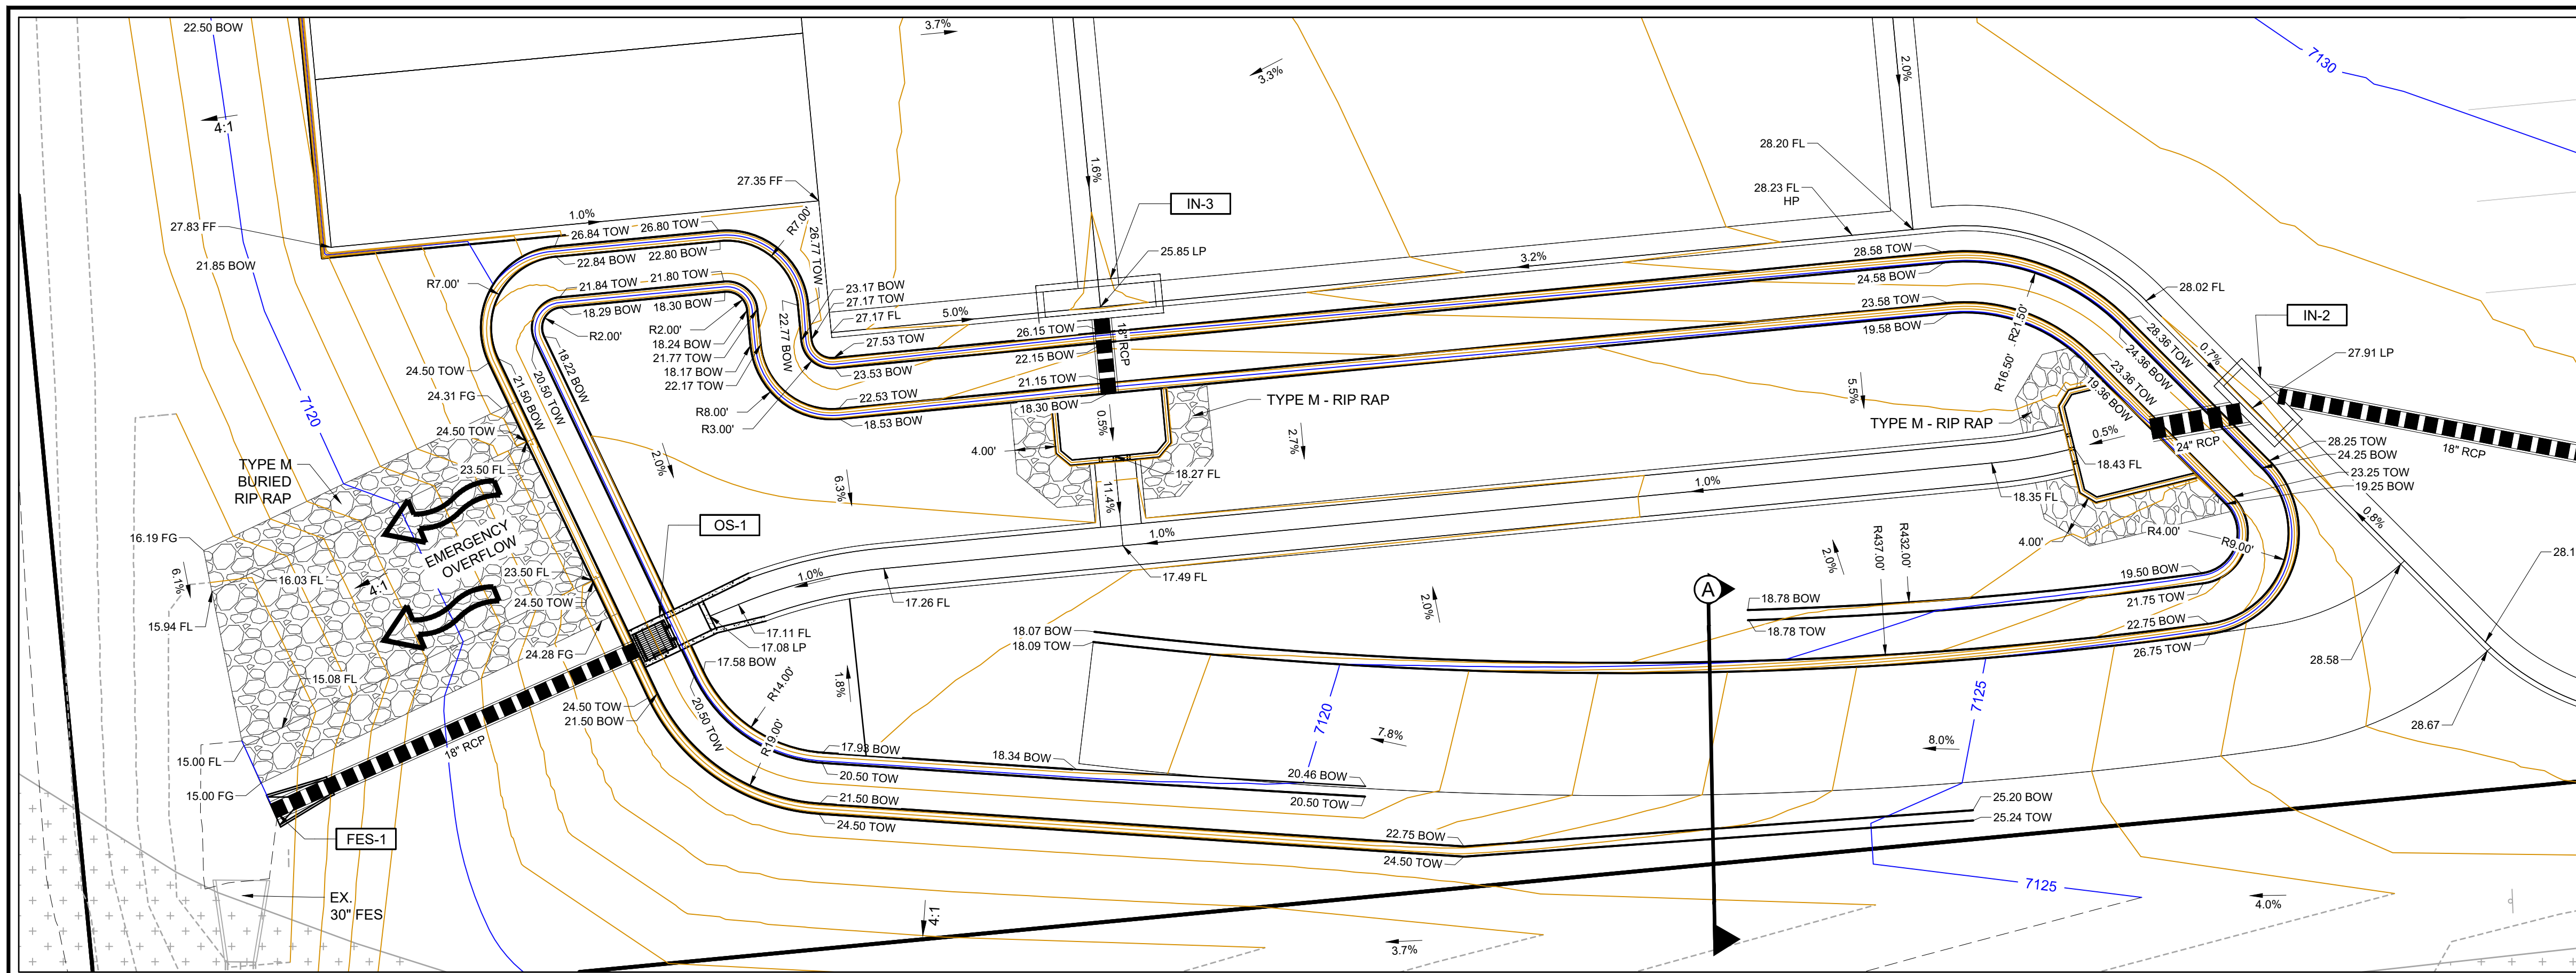 22.50 BOW
3.7%
3.3%
2.0%
7130
4:1
1.6%
28.20 FL
28.23 FL
HP
27.35 FF
IN-3
27.83 FF
1.0%
26.84 TOW
26.80 TOW
R7.00'
26.77 TOW
25.85 LP
3.2%
28.58 TOW
24.58 BOW
21.85 BOW
22.84 BOW
22.80 BOW
R7.00'
21.84 TOW
21.80 TOW
18.29 BOW
18.30 BOW
R2.00'
R2.00'
23.17 BOW
27.17 TOW
27.17 FL
5.0%
26.15 TOW
18" RCP
27.53 TOW
22.15 BOW
23.53 BOW
22.77 BOW
18.24 BOW
21.77 TOW
18.17 BOW
22.17 TOW
R8.00'
R3.00'
22.53 TOW
18.53 BOW
21.15 TOW
18.30 BOW
23.58 TOW
19.58 BOW
R21.50'
R16.50'
28.02 FL
IN-2
27.91 LP
0.7%
28.36 TOW
24.36 BOW
23.36 TOW
19.36 BOW
5.5%
TYPE M - RIP RAP
TYPE M - RIP RAP
0.5%
0.5%
24" RCP
18" RCP
28.25 TOW
24.25 BOW
23.25 TOW
19.25 BOW
18.43 FL
18.35 FL
4.00'
4.00'
R4.00'
R9.00'
0.8%
28.1
2.7%
18.27 FL
11.4%
1.0%
1.0%
17.49 FL
18.22 BOW
20.50 TOW
21.50 BOW
24.50 TOW
24.31 FG
24.50 TOW
7120
2.0%
6.3%
23.50 FL
TYPE M
BURIED
RIP RAP
OS-1
EMERGENCY
OVERFLOW
16.19 FG
6.1%
16.03 FL
4:1
23.50 FL
24.50 TOW
15.94 FL
24.28 FG
15.08 FL
1.0%
17.26 FL
17.11 FL
17.08 LP
17.58 BOW
R14.00'
1.8%
24.50 TOW
21.50 BOW
20.50 TOW
R19.00'
18" RCP
15.00 FL
15.00 FG
FES-1
EX.
30" FES
17.93 BOW
20.50 TOW
18.34 BOW
20.46 BOW
20.50 TOW
21.50 BOW
24.50 TOW
22.75 BOW
24.50 TOW
18.07 BOW
18.09 TOW
2.0%
A
R437.00'
R432.00'
2.0%
18.78 BOW
18.78 TOW
19.50 BOW
21.75 TOW
22.75 BOW
26.75 TOW
28.58
28.67
7120
7.8%
7125
8.0%
25.20 BOW
25.24 TOW
7125
4:1
3.7%
4.0%